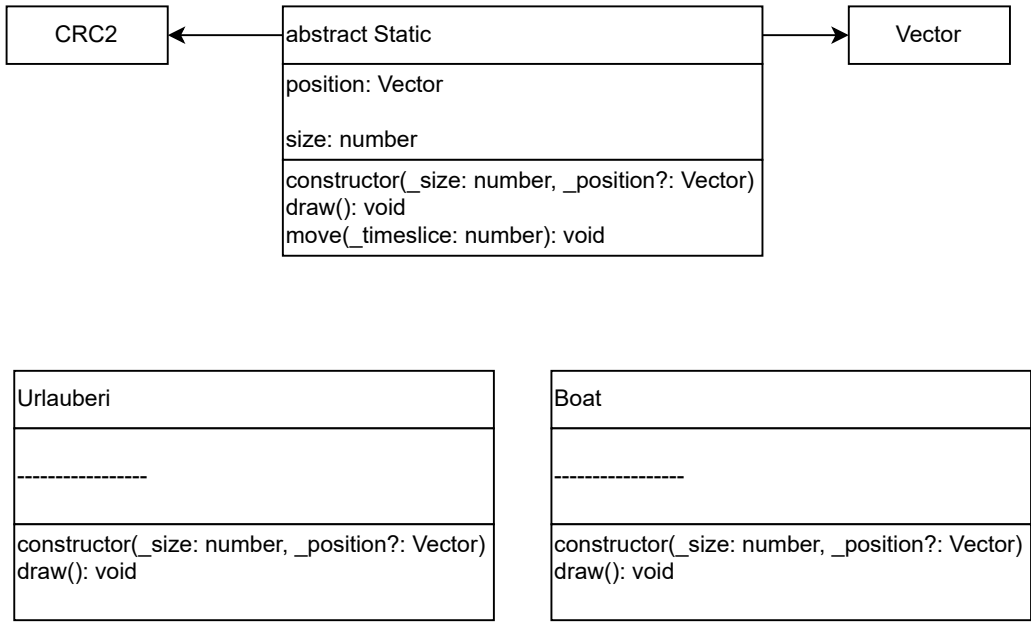 CRC2
abstract Static
Vector
position: Vector
size: number
constructor(_size: number, _position?: Vector)
draw(): void
move(_timeslice: number): void
Urlauberi
-----------------
constructor(_size: number, _position?: Vector)
draw(): void
Boat
-----------------
constructor(_size: number, _position?: Vector)
draw(): void